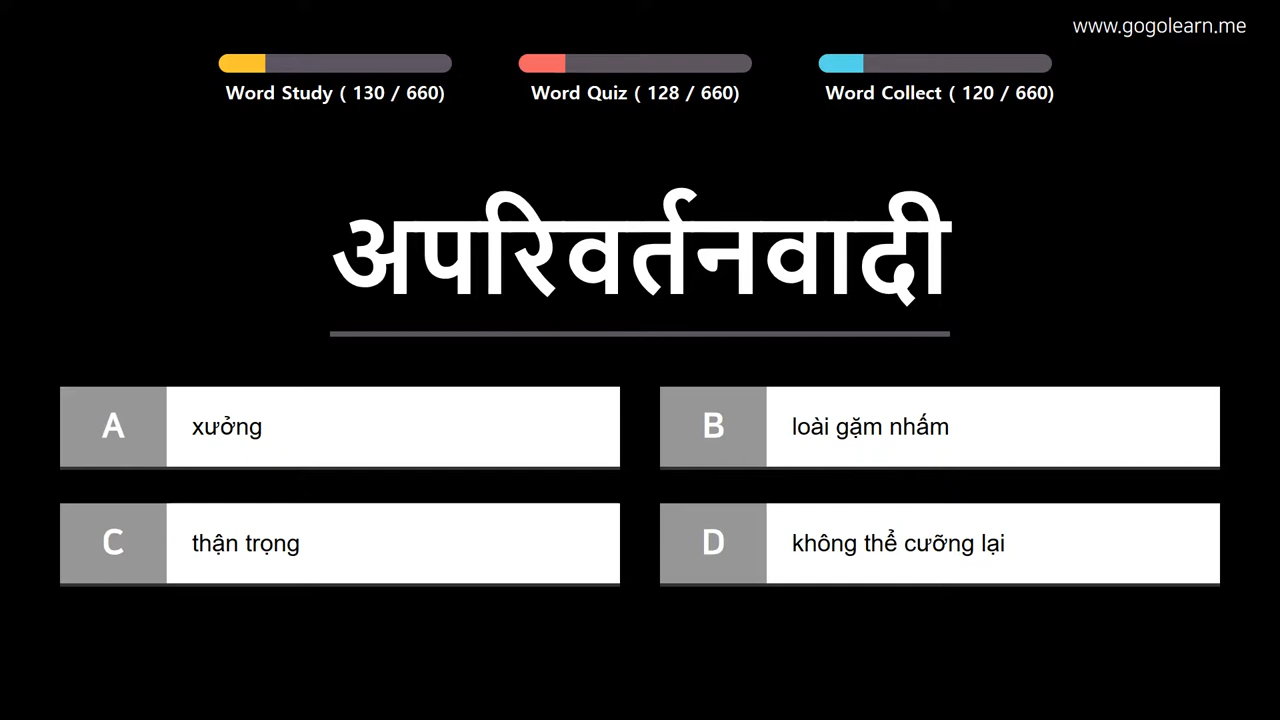 www.gogolearn.me
Word Study ( 130 / 660)
Word Quiz ( 128 / 660)
Word Collect ( 120 / 660)
अपरिवर्तनवादी
A xưởng
B loài gặm nhấm
C thận trọng
D không thể cưỡng lại